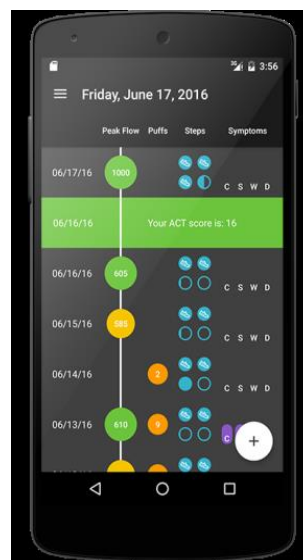 3G 3:56
Friday, June 17, 2016
Peak Flow Puffs Steps Symptoms
06/17/16 1000
C S W D
06/16/16 Your ACT score is: 16
06/16/16 605
C S W D
06/15/16 585
C S W D
06/14/16 2
C S W D
06/13/16 610 9
C
+